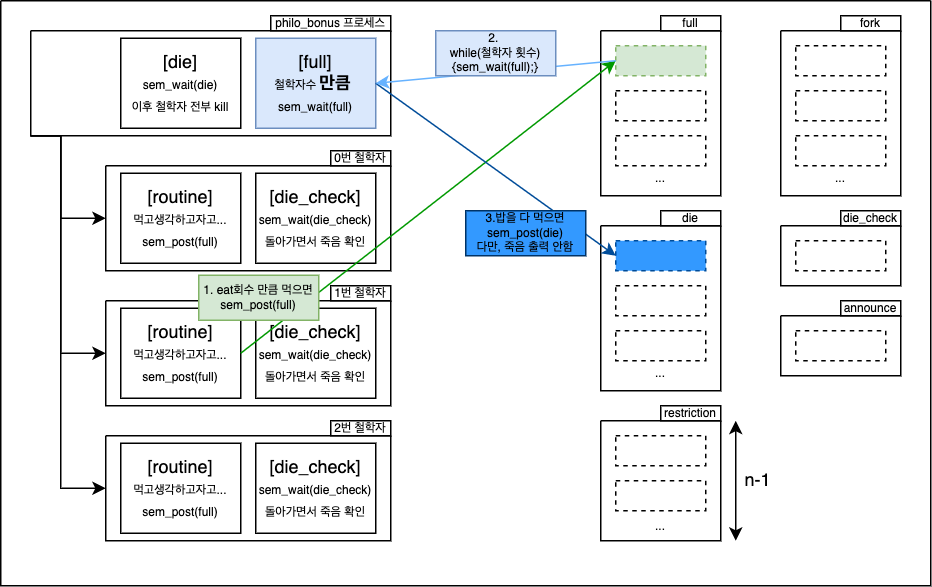 philo_bonus 프로세스
[die]
sem_wait(die)
이후 철학자 전부 kill
[full]
철학자수 만큼
sem_wait(full)
2.
while(철학자 횟수)
{sem_wait(full);}
full
...
fork
...
0번 철학자
[routine]
먹고생각하고자고...
sem_post(full)
[die_check]
sem_wait(die_check)
돌아가면서 죽음 확인
3.밥을 다 먹으면
sem_post(die)
다만, 죽음 출력 안함
die
...
die_check
announce
1. eat회수 만큼 먹으면
sem_post(full)
1번 철학자
[routine]
먹고생각하고자고...
sem_post(full)
[die_check]
sem_wait(die_check)
돌아가면서 죽음 확인
2번 철학자
[routine]
먹고생각하고자고...
sem_post(full)
[die_check]
sem_wait(die_check)
돌아가면서 죽음 확인
restriction
...
n-1